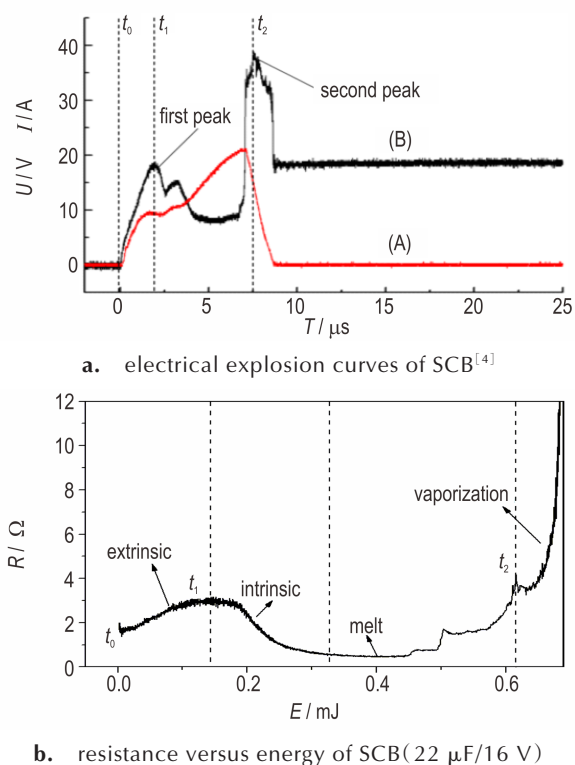 t0 t1 t2
40
second peak
30
first peak
U / V  I / A
(B)
20
10
(A)
0
0 5 10 15 20 25
T / μs
a. electrical explosion curves of SCB[4]
12
10
vaporization
8
R / Ω
6
extrinsic
t1
t2
4
intrinsic
melt
2
t0
0
0.0 0.2 0.4 0.6
E / mJ
b. resistance versus energy of SCB(22 μF/16 V)